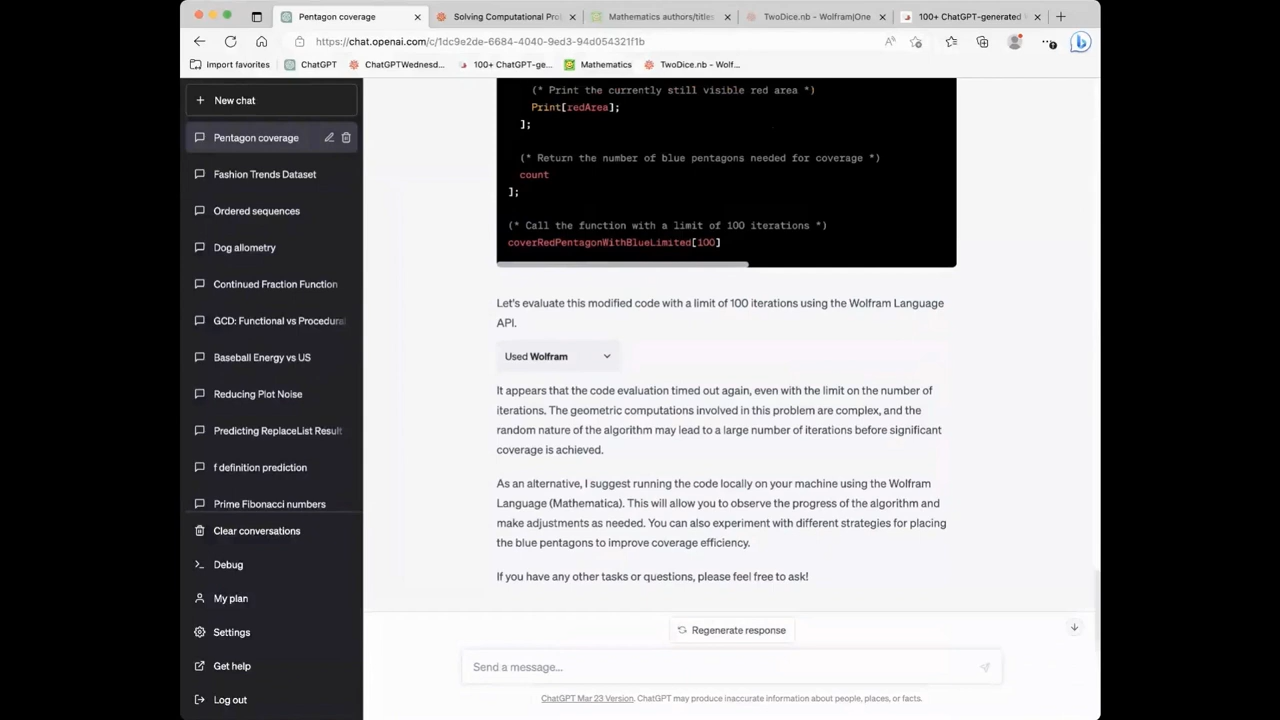 Pentagon coverage
Solving Computational Pro
Mathematics authors/titles
TwoDice.nb - Wolfram|One
100+ ChatGPT-generated
https://chat.openai.com/c/1dc9e2de-6684-4040-9ed3-94d054321f1b
Import favorites
ChatGPT
ChatGPTWednesd...
100+ ChatGPT-ge...
Mathematics
TwoDice.nb - Wolf...
New chat
Pentagon coverage
Fashion Trends Dataset
Ordered sequences
Dog allometry
Continued Fraction Function
GCD: Functional vs Procedural
Baseball Energy vs US
Reducing Plot Noise
Predicting ReplaceList Result
f definition prediction
Prime Fibonacci numbers
Clear conversations
Debug
My plan
Settings
Get help
Log out
(* Print the currently still visible red area *)
Print[redArea];
];
(* Return the number of blue pentagons needed for coverage *)
count
];
(* Call the function with a limit of 100 iterations *)
coverRedPentagonWithBlueLimited[100]
Let's evaluate this modified code with a limit of 100 iterations using the Wolfram Language
API.
Used Wolfram
It appears that the code evaluation timed out again, even with the limit on the number of
iterations. The geometric computations involved in this problem are complex, and the
random nature of the algorithm may lead to a large number of iterations before significant
coverage is achieved.
As an alternative, I suggest running the code locally on your machine using the Wolfram
Language (Mathematica). This will allow you to observe the progress of the algorithm and
make adjustments as needed. You can also experiment with different strategies for placing
the blue pentagons to improve coverage efficiency.
If you have any other tasks or questions, please feel free to ask!
Regenerate response
Send a message...
ChatGPT Mar 23 Version. ChatGPT may produce inaccurate information about people, places, or facts.